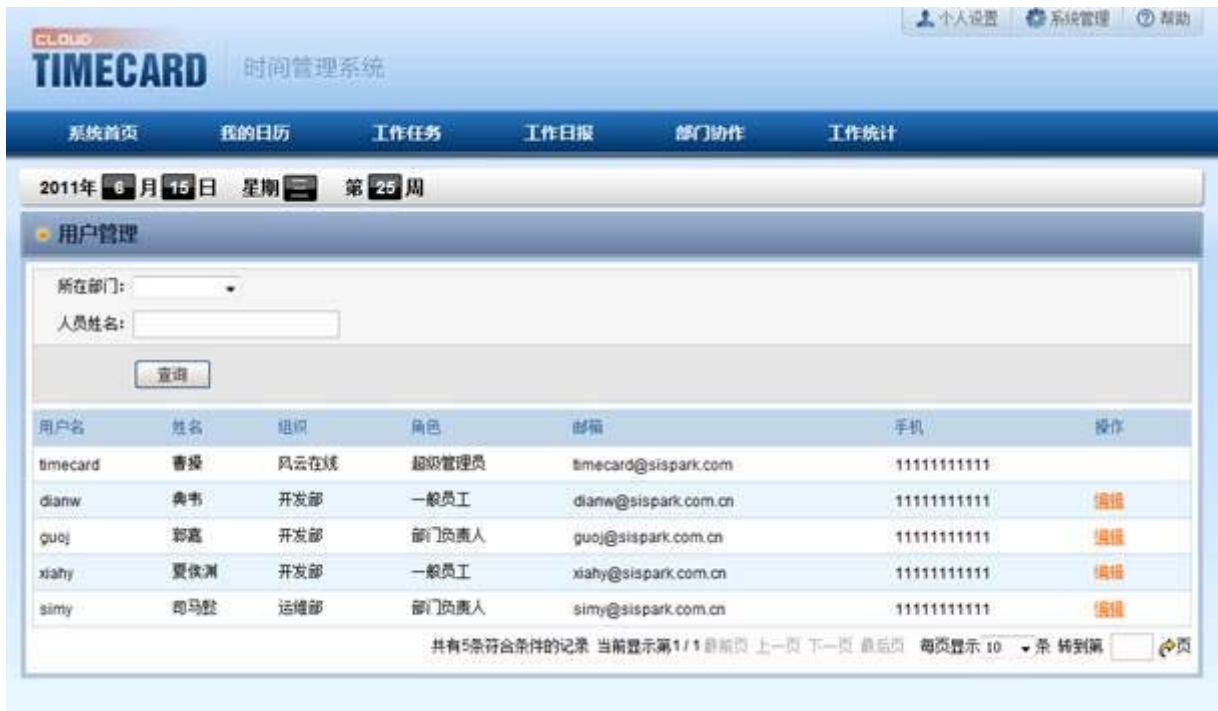 个人设置 系统管理 帮助
CLOUD
TIMECARD 时间管理系统
系统首页 我的日历 工作任务 工作日报 部门协作 工作统计
2011年 6 月 15 日 星期 三 第 25 周
用户管理
所在部门:
人员姓名:
查询
用户名 姓名 组织 角色 邮箱 手机 操作
timecard 曹操 风云在线 超级管理员 timecard@sispark.com 11111111111
dianw 典韦 开发部 一般员工 dianw@sispark.com.cn 11111111111 编辑
guoj 郭嘉 开发部 部门负责人 guoj@sispark.com.cn 11111111111 编辑
xiahy 夏侯渊 开发部 一般员工 xiahy@sispark.com.cn 11111111111 编辑
simy 司马懿 运维部 部门负责人 simy@sispark.com.cn 11111111111 编辑
共有5条符合条件的记录 当前显示第1/1 最前页 上一页 下一页 最后页 每页显示 10 条 转到第 页